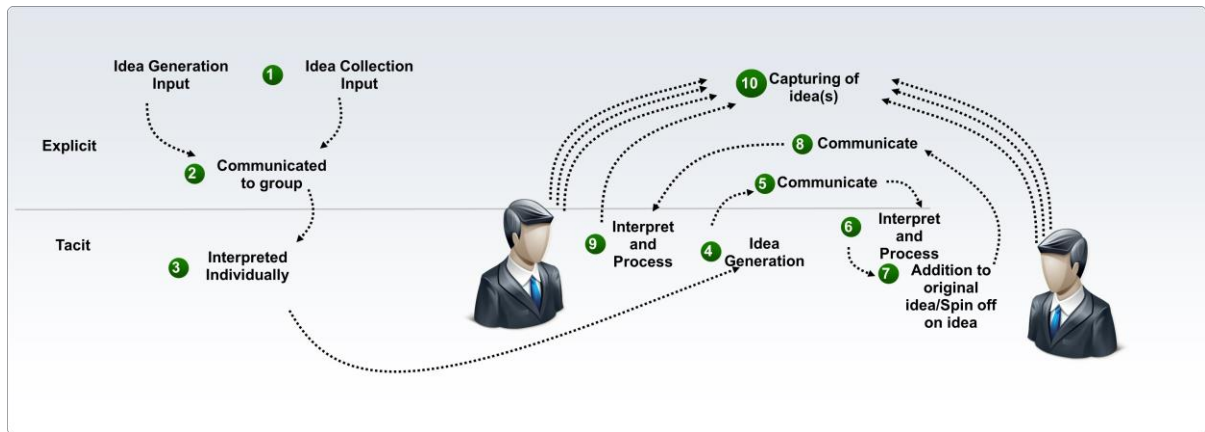 Idea Generation
Input
1
Idea Collection
Input
Explicit
2
Communicated
to group
Tacit
3
Interpreted
Individually
4
Idea
Generation
5
Communicate
6
Interpret
and
Process
7
Addition to
original
idea/Spin off
on idea
8
Communicate
9
Interpret
and
Process
10
Capturing of
idea(s)